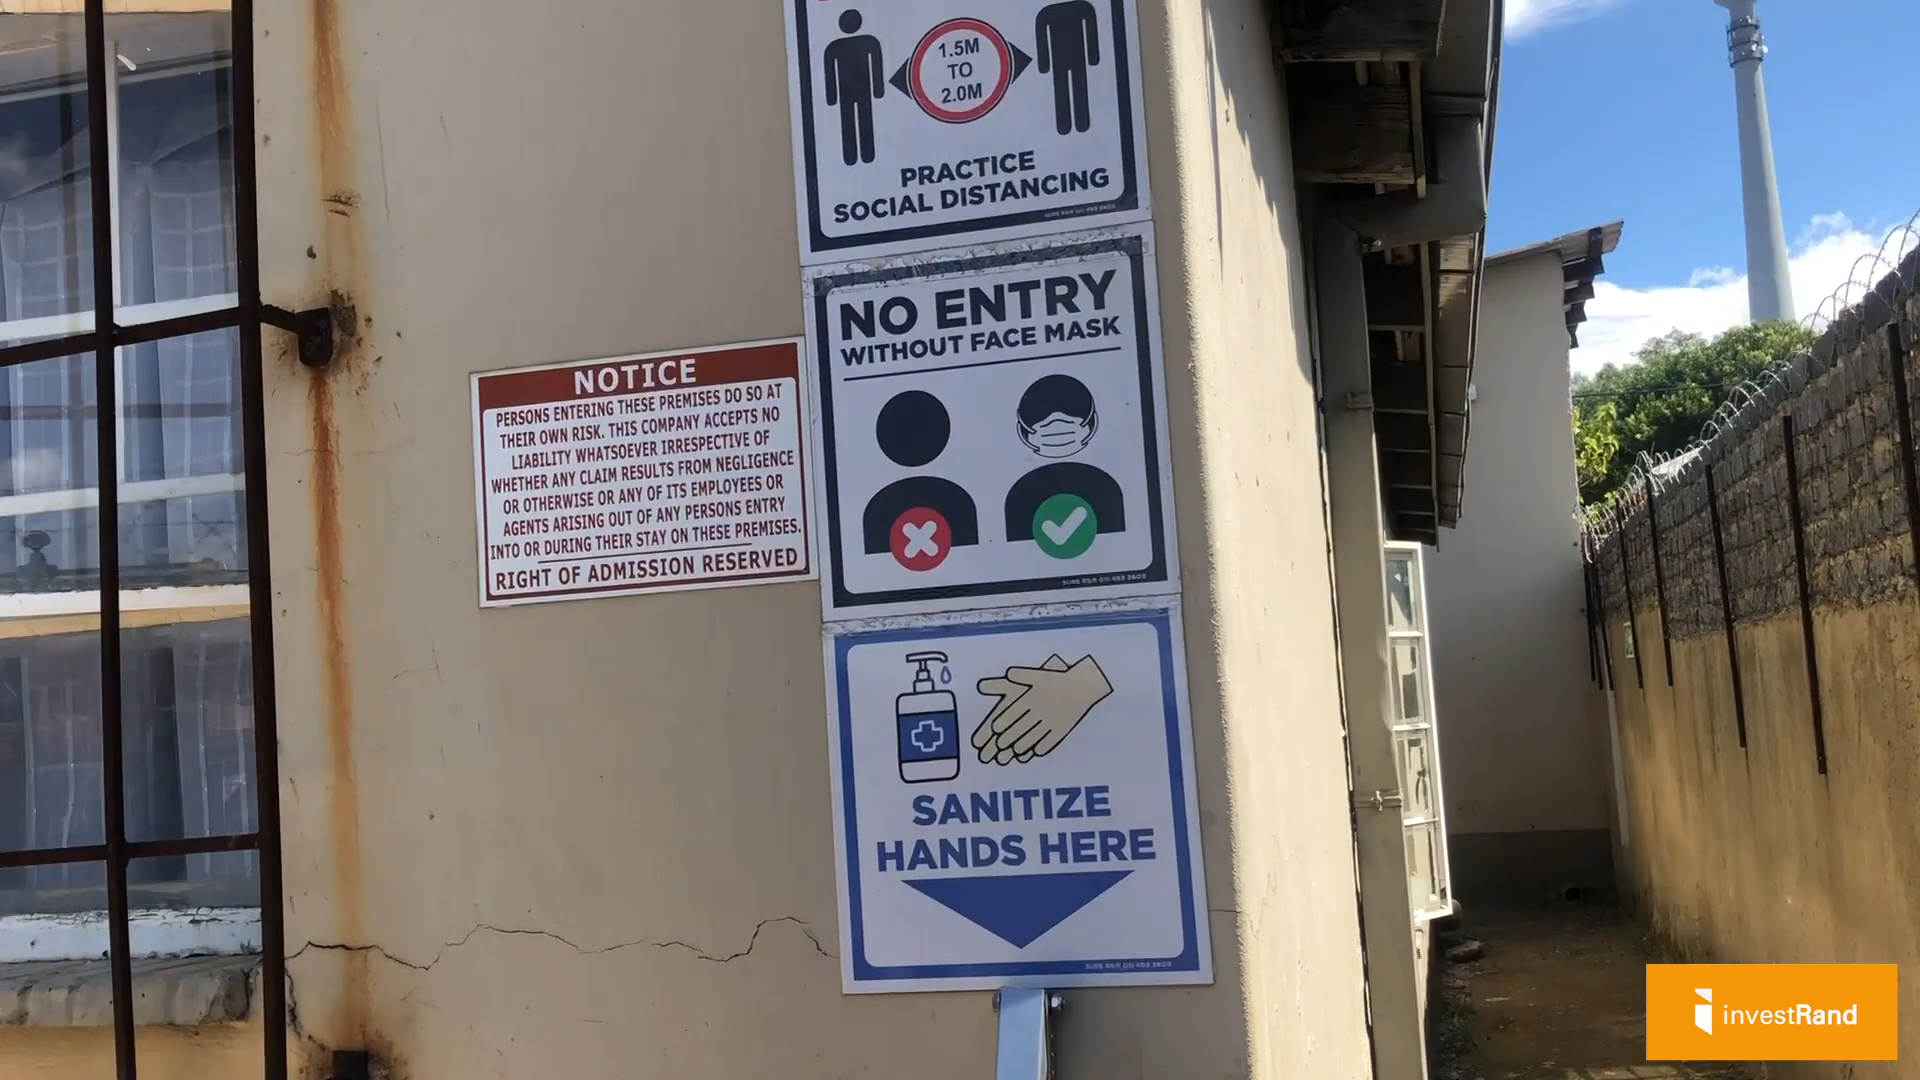 1.5M
TO
2.0M
PRACTICE
SOCIAL DISTANCING
NO ENTRY
WITHOUT FACE MASK
NOTICE
PERSONS ENTERING THESE PREMISES DO SO AT
THEIR OWN RISK. THIS COMPANY ACCEPTS NO
LIABILITY WHATSOEVER IRRESPECTIVE OF
WHETHER ANY CLAIM RESULTS FROM NEGLIGENCE
OR OTHERWISE OR ANY OF ITS EMPLOYEES OR
AGENTS ARISING OUT OF ANY PERSONS ENTRY
INTO OR DURING THEIR STAY ON THESE PREMISES.
RIGHT OF ADMISSION RESERVED
SANITIZE
HANDS HERE
investRand